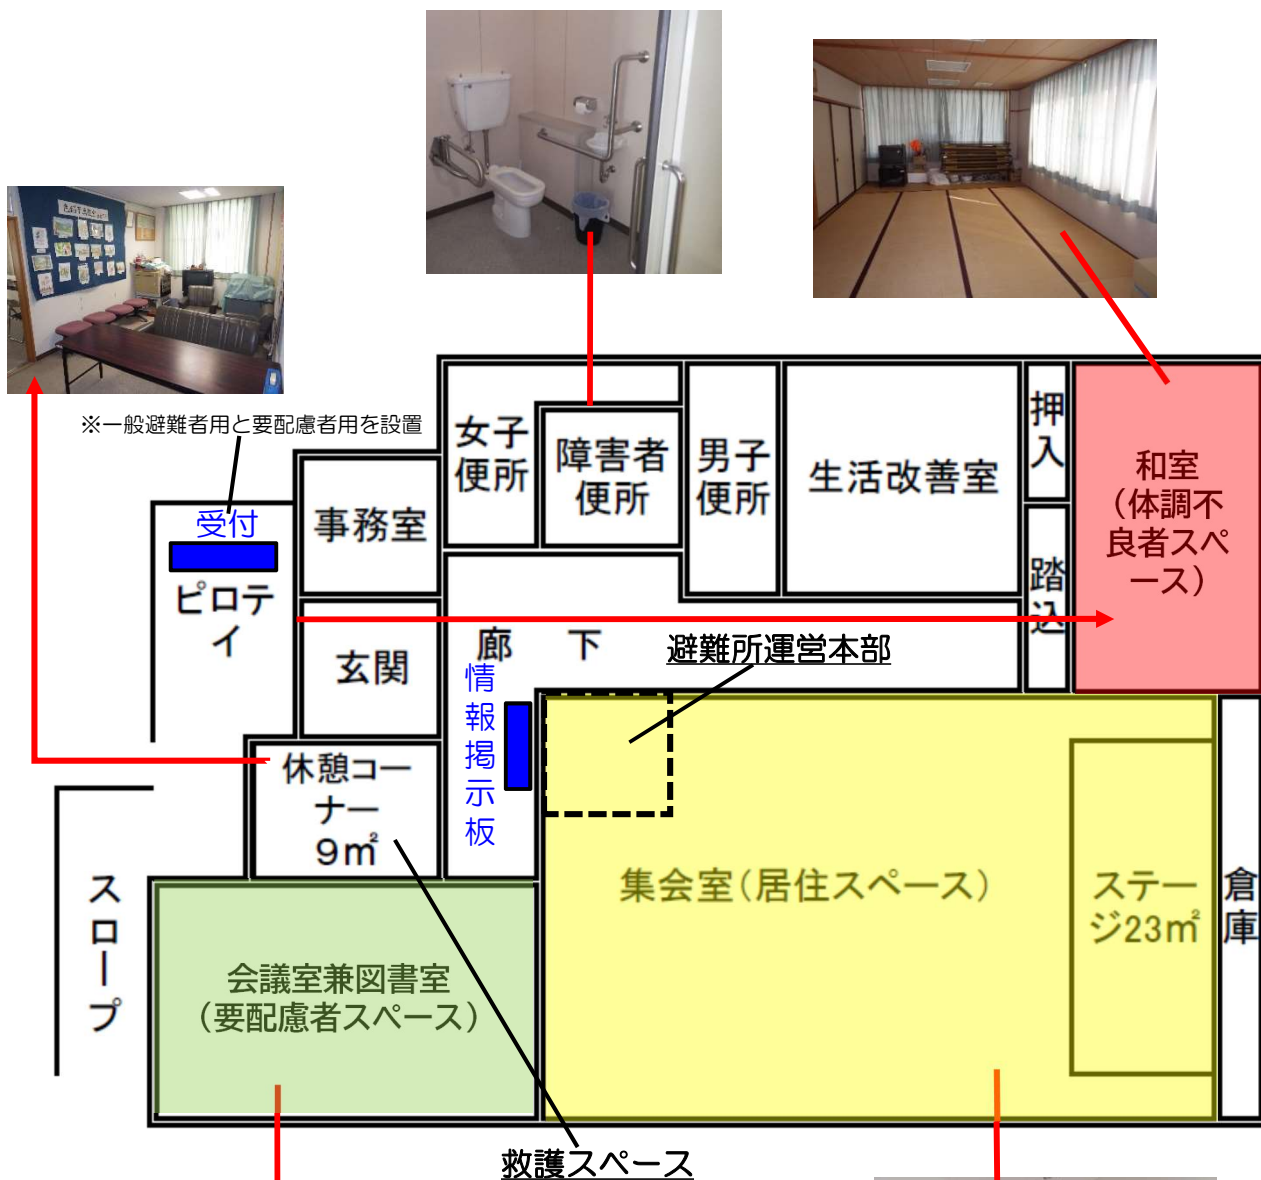 ※一般避難者用と要配慮者用を設置
受付
ピロテ
ィ
事務室
玄関
女子
便所
障害者
便所
男子
便所
生活改善室
押入
踏込
和室
（体調不
良者スペ
ース）
廊　下
避難所運営本部
情報掲示板
休憩コー
ナー
9㎡
スロープ
集会室（居住スペース）
ステー
ジ23㎡
倉庫
会議室兼図書室
（要配慮者スペース）
救護スペース